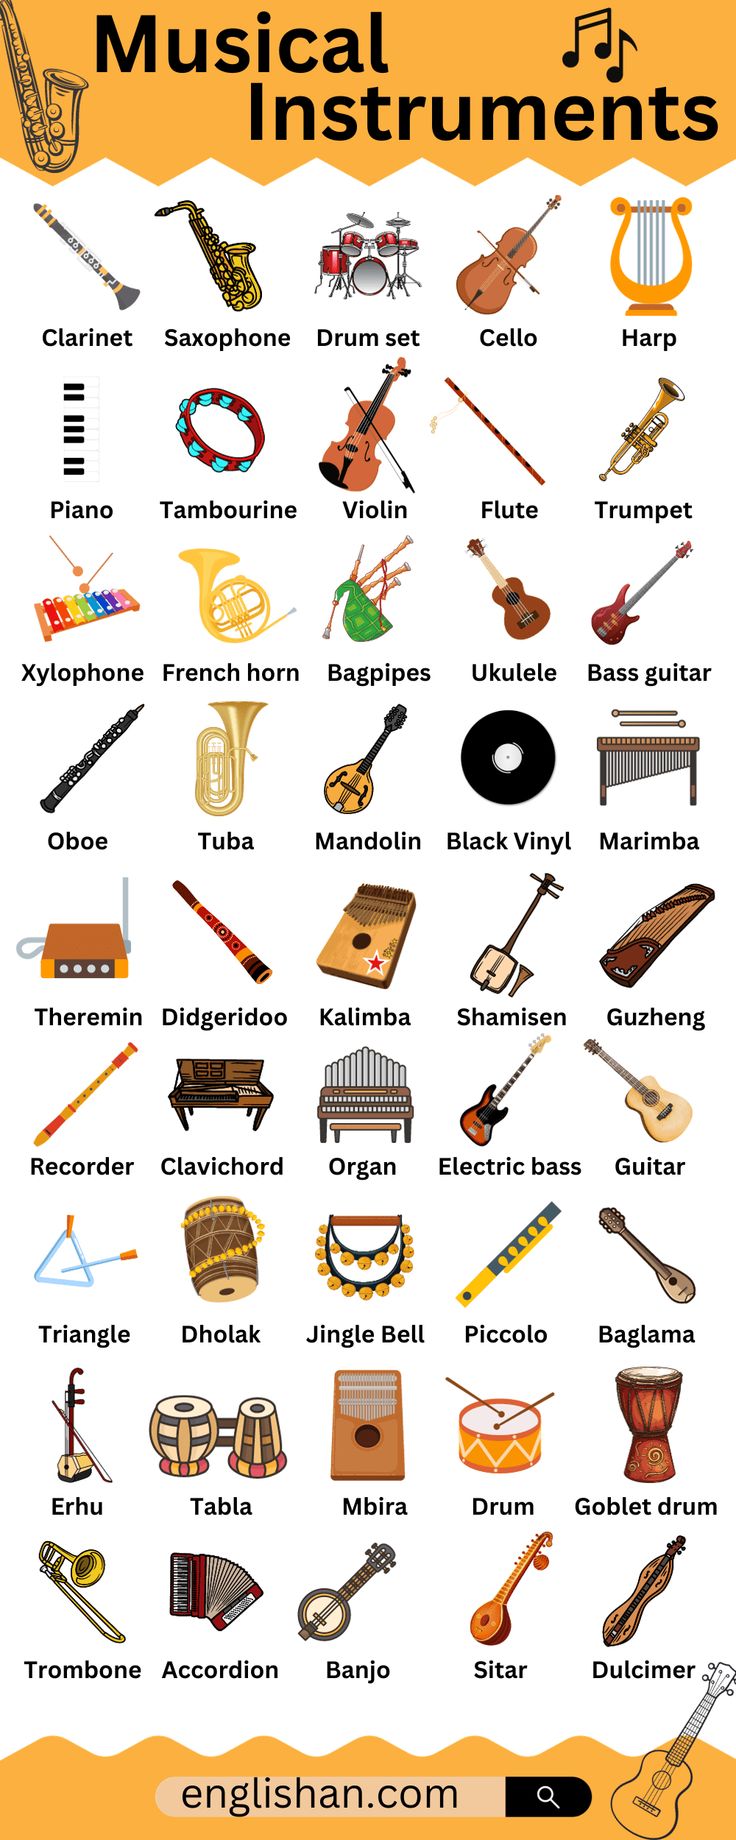 Musical
Instruments
Clarinet Saxophone Drum set Cello Harp
Piano Tambourine Violin Flute Trumpet
Xylophone French horn Bagpipes Ukulele Bass guitar
Oboe Tuba Mandolin Black Vinyl Marimba
Theremin Didgeridoo Kalimba Shamisen Guzheng
Recorder Clavichord Organ Electric bass Guitar
Triangle Dholak Jingle Bell Piccolo Baglama
Erhu Tabla Mbira Drum Goblet drum
Trombone Accordion Banjo Sitar Dulcimer
englishan.com